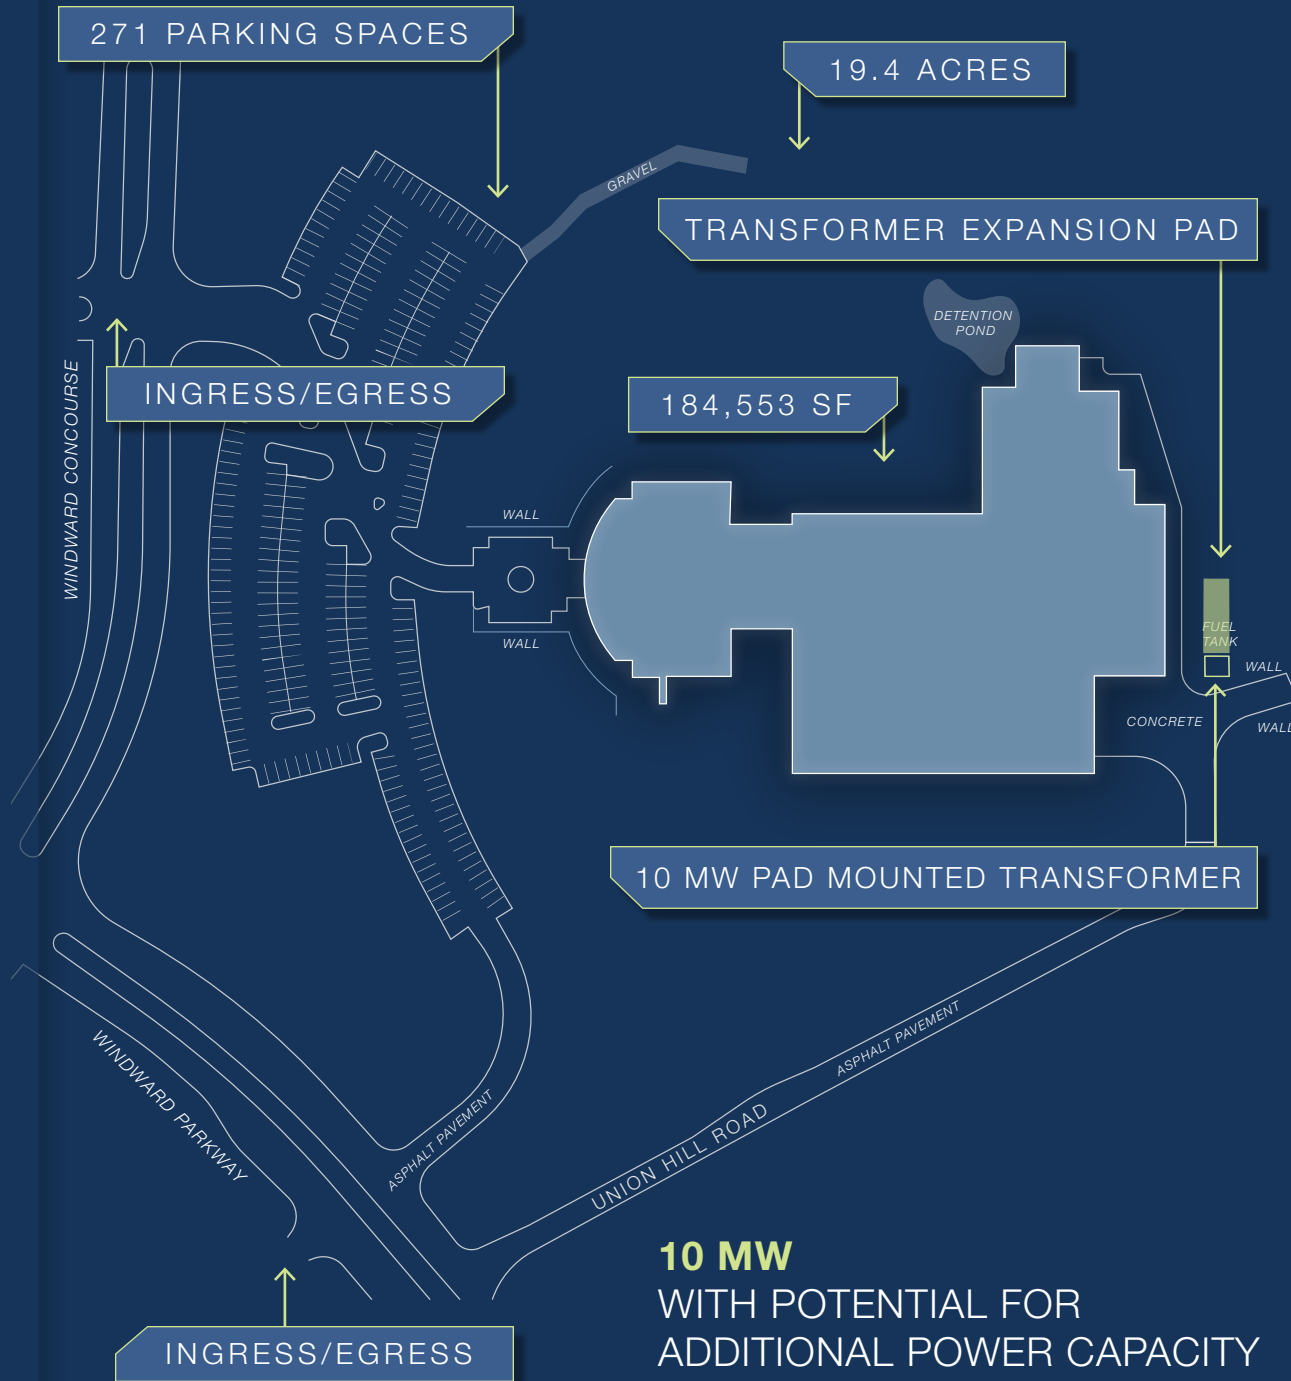 271 PARKING SPACES
19.4 ACRES
GRAVEL
TRANSFORMER EXPANSION PAD
DETENTION
POND
INGRESS/EGRESS
184,553 SF
WINDWARD CONCOURSE
WALL
WALL
FUEL
TANK
WALL
CONCRETE
WALL
10 MW PAD MOUNTED TRANSFORMER
ASPHALT PAVEMENT
WINDWARD PARKWAY
ASPHALT PAVEMENT
UNION HILL ROAD
10 MW
WITH POTENTIAL FOR
ADDITIONAL POWER CAPACITY
INGRESS/EGRESS